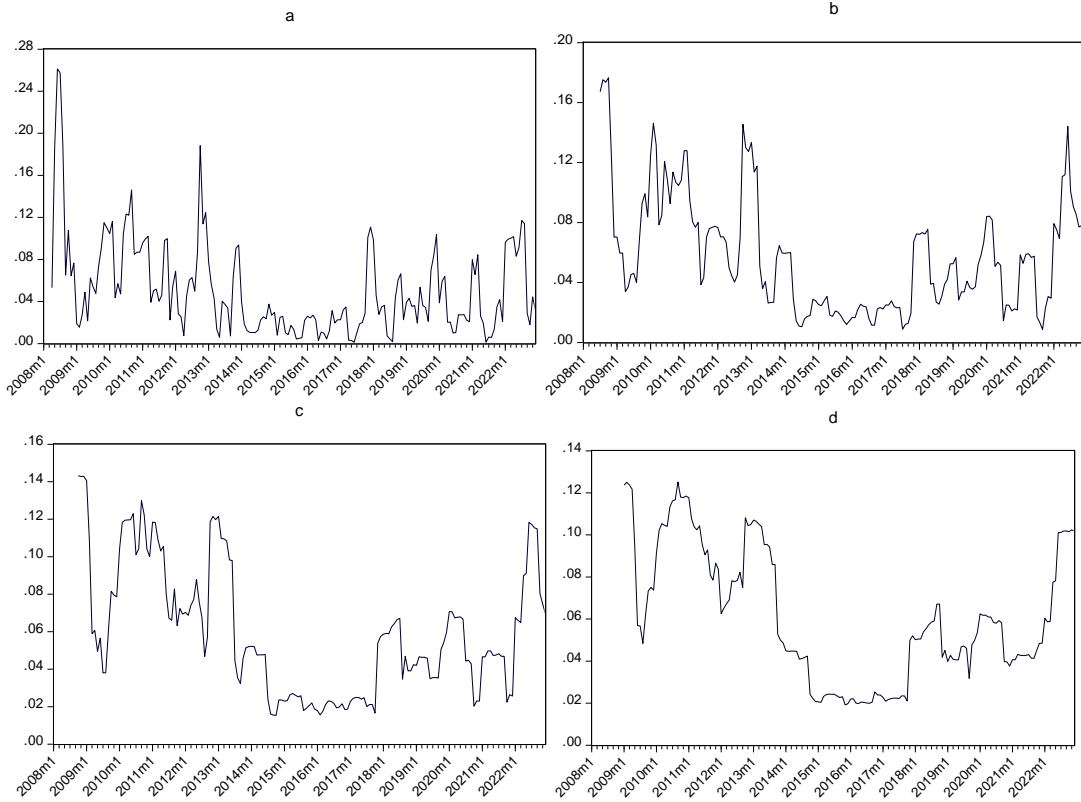 a
.28
.24
.20
.16
.12
.08
.04
.00
2008m1
2009m1
2010m1
2011m1
2012m1
2013m1
2014m1
2015m1
2016m1
2017m1
2018m1
2019m1
2020m1
2021m1
2022m1
b
.20
.16
.12
.08
.04
.00
2008m1
2009m1
2010m1
2011m1
2012m1
2013m1
2014m1
2015m1
2016m1
2017m1
2018m1
2019m1
2020m1
2021m1
2022m1
c
.16
.14
.12
.10
.08
.06
.04
.02
.00
2008m1
2009m1
2010m1
2011m1
2012m1
2013m1
2014m1
2015m1
2016m1
2017m1
2018m1
2019m1
2020m1
2021m1
2022m1
d
.14
.12
.10
.08
.06
.04
.02
.00
2008m1
2009m1
2010m1
2011m1
2012m1
2013m1
2014m1
2015m1
2016m1
2017m1
2018m1
2019m1
2020m1
2021m1
2022m1